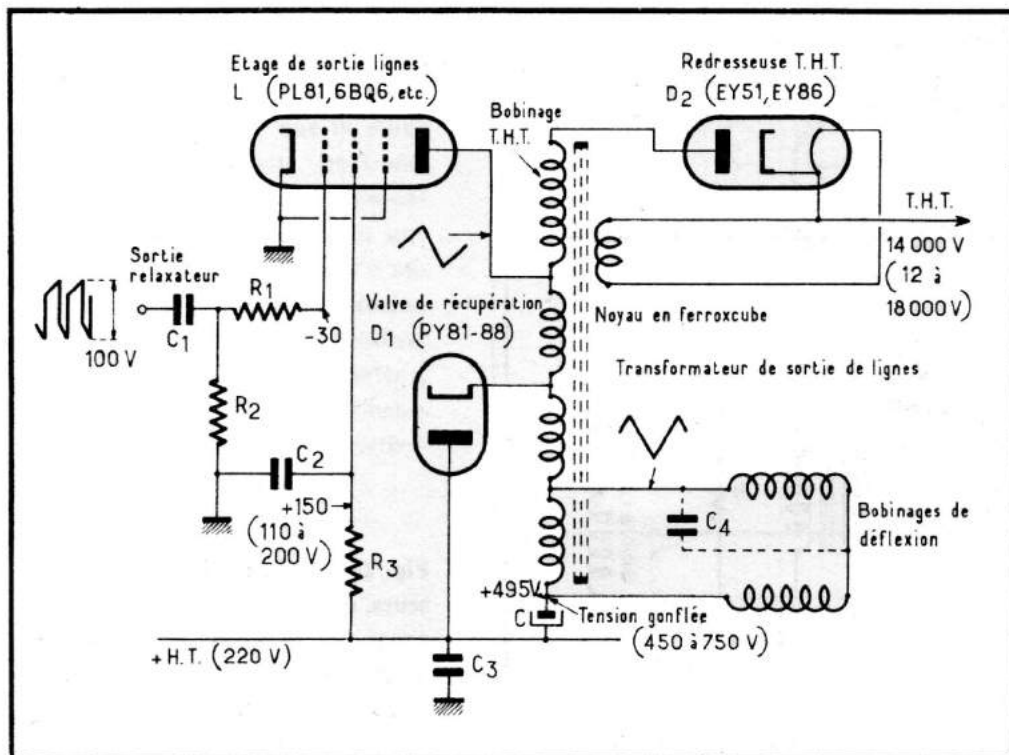 Etage de sortie lignes
L (PL81,6BQ6, etc.)
Redresseuse T.H.T.
D2 (EY51, EY86)
Bobinage
T.H.T.
T.H.T.
14 000 V
(12 à
18 000 V)
Sortie
relaxateur
100 V
C1
R1
-30
Valve de récupération
D1 (PY81-88)
Noyau en ferroxcube
Transformateur de sortie de lignes
R2
C2
+150
(110 à
200 V)
R3
C4
Bobinages de
déflexion
+495V
C
Tension gonflée
(450 à 750 V)
+H.T. (220 V)
C3